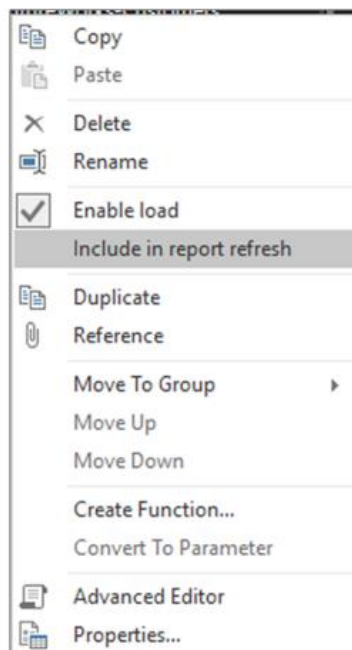 Copy
Paste
Delete
Rename
Enable load
Include in report refresh
Duplicate
Reference
Move To Group
Move Up
Move Down
Create Function...
Convert To Parameter
Advanced Editor
Properties...